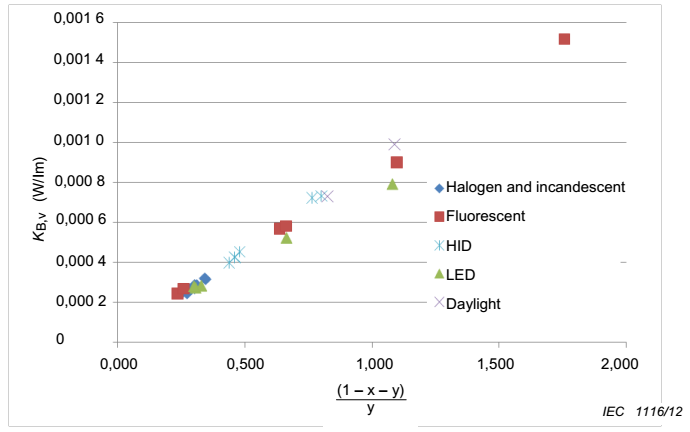 0,001 6
0,001 4
0,001 2
0,001 0
0,000 8
0,000 6
0,000 4
0,000 2
0
K_B,v (W/lm)
Halogen and incandescent
Fluorescent
HID
LED
Daylight
0,000 0,500 1,000 1,500 2,000
(1 – x – y)
y
IEC 1116/12